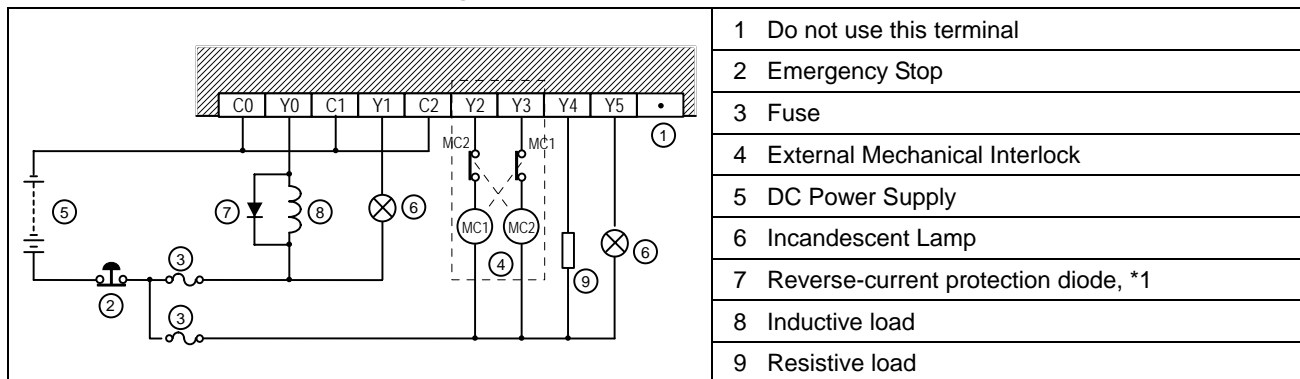 C0 Y0 C1 Y1 C2 Y2 Y3 Y4 Y5 •
1
MC2 MC1
5 7 8 6 MC1 MC2 6
3 4 9
2
3
1 Do not use this terminal
2 Emergency Stop
3 Fuse
4 External Mechanical Interlock
5 DC Power Supply
6 Incandescent Lamp
7 Reverse-current protection diode, *1
8 Inductive load
9 Resistive load